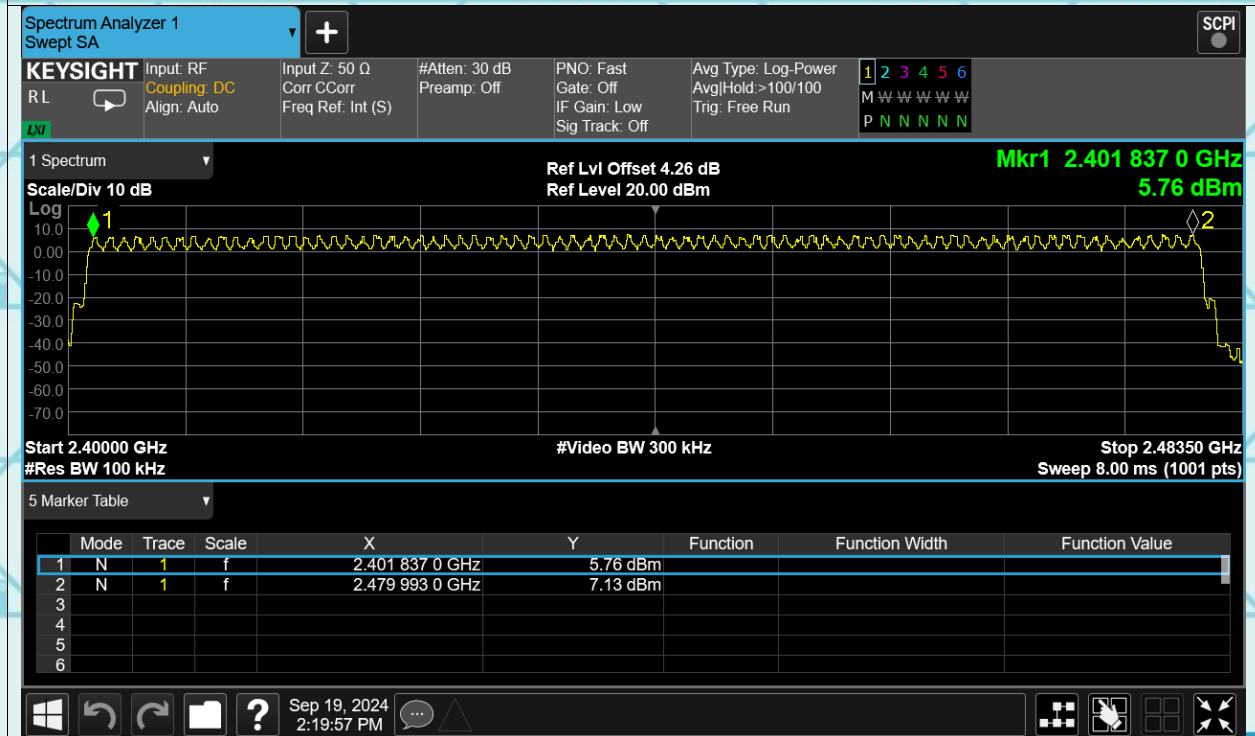 Spectrum Analyzer 1
Swept SA
+
SCPI
KEYSIGHT
RL
LXI
Input: RF
Coupling: DC
Align: Auto
Input Z: 50 Ω
Corr CCorr
Freq Ref: Int (S)
#Atten: 30 dB
Preamp: Off
PNO: Fast
Gate: Off
IF Gain: Low
Sig Track: Off
Avg Type: Log-Power
Avg|Hold:>100/100
Trig: Free Run
1 2 3 4 5 6
M W W W W W
P N N N N N N
1 Spectrum
Scale/Div 10 dB
Ref Lvl Offset 4.26 dB
Ref Level 20.00 dBm
Mkr1 2.401 837 0 GHz
5.76 dBm
Log
1
2
10.0
0.00
-10.0
-20.0
-30.0
-40.0
-50.0
-60.0
-70.0
Start 2.40000 GHz
#Video BW 300 kHz
Stop 2.48350 GHz
#Res BW 100 kHz
Sweep 8.00 ms (1001 pts)
5 Marker Table
Mode Trace Scale X Y Function Function Width Function Value
1 N 1 f 2.401 837 0 GHz 5.76 dBm
2 N 1 f 2.479 993 0 GHz 7.13 dBm
3
4
5
6
?
Sep 19, 2024
2:19:57 PM